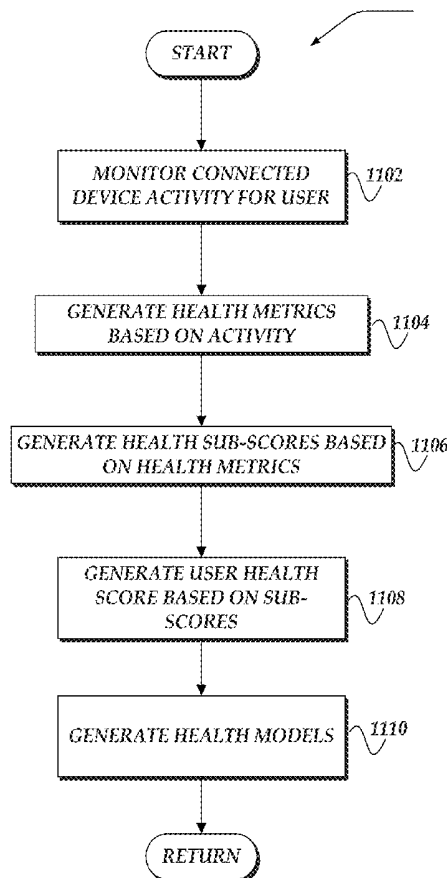 START
MONITOR CONNECTED
DEVICE ACTIVITY FOR USER
1102
GENERATE HEALTH METRICS
BASED ON ACTIVITY
1104
GENERATE HEALTH SUB-SCORES BASED
ON HEALTH METRICS
1106
GENERATE USER HEALTH
SCORE BASED ON SUB-
SCORES
1108
GENERATE HEALTH MODELS
1110
RETURN